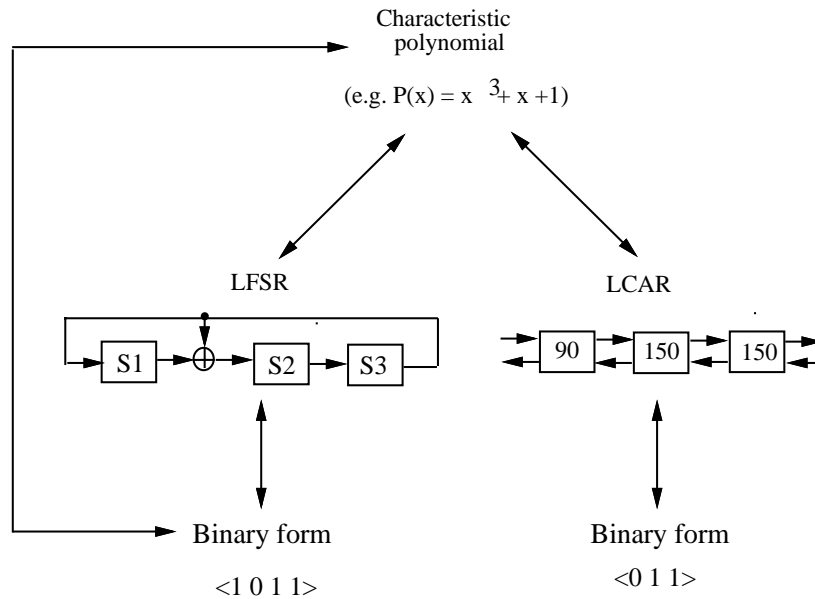 Characteristic
polynomial
(e.g. P(x) = x 3+ x +1)
LFSR
LCAR
S1
S2
S3
90
150
150
Binary form
Binary form
<1 0 1 1>
<0 1 1>